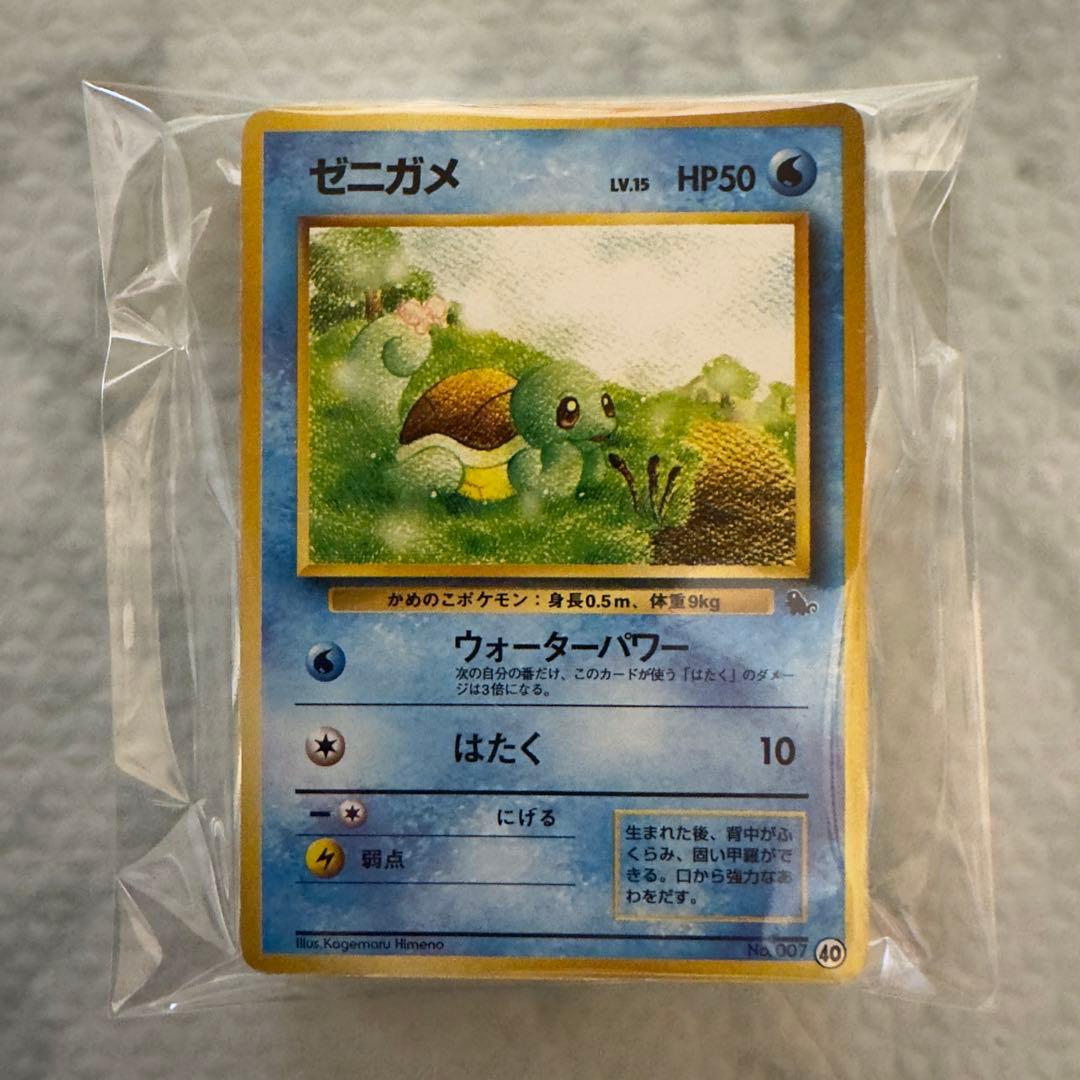 ゼニガメ LV.15 HP50
かめのこポケモン：身長0.5m、体重9kg
ウォーターパワー
次の自分の番だけ、このカードが使う「はたく」のダメー
ジは3倍になる。
はたく 10
にげる
弱点
生まれた後、背中がふ
くらみ、固い甲羅がで
きる。口から強力なあ
わをだす。
Illus. Kagemaru Himeno No. 007 40